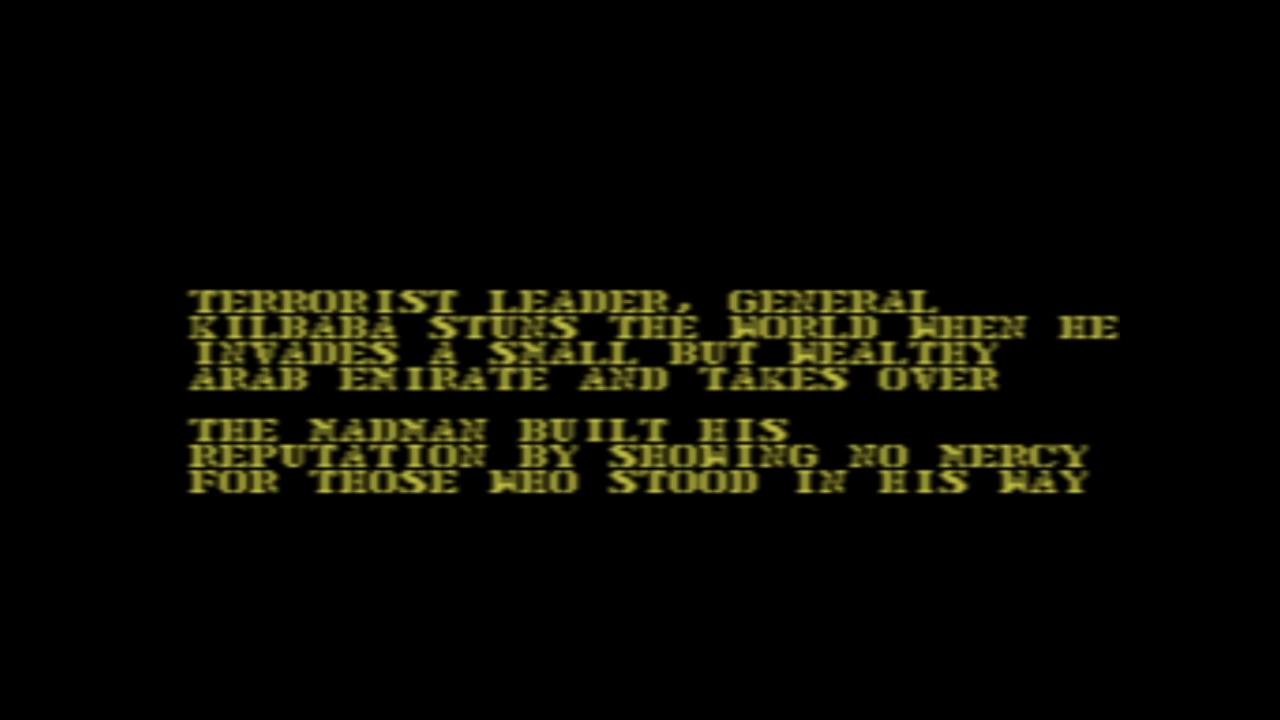 TERRORIST LEADER, GENERAL
KILBABA STUNS THE WORLD WHEN HE
INVADES A SMALL BUT WEALTHY
ARAB EMIRATE AND TAKES OVER
THE MADMAN BUILT HIS
REPUTATION BY SHOWING NO MERCY
FOR THOSE WHO STOOD IN HIS WAY